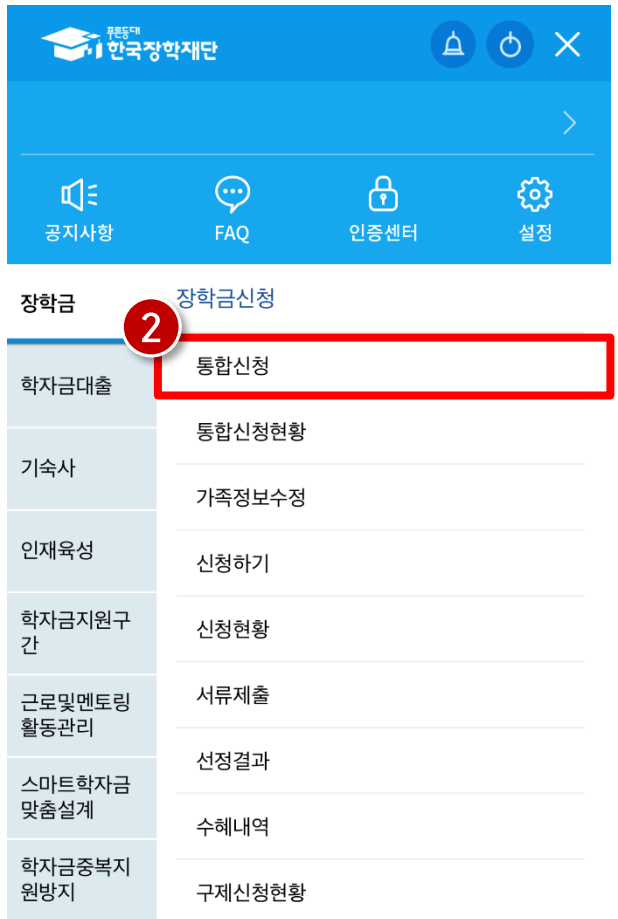 푸른등대
한국장학재단
공지사항
FAQ
인증센터
설정
장학금
장학금신청
2
통합신청
학자금대출
통합신청현황
기숙사
가족정보수정
인재육성
신청하기
학자금지원구
간
신청현황
근로및멘토링
활동관리
서류제출
선정결과
스마트학자금
맞춤설계
수혜내역
학자금중복지
원방지
구제신청현황